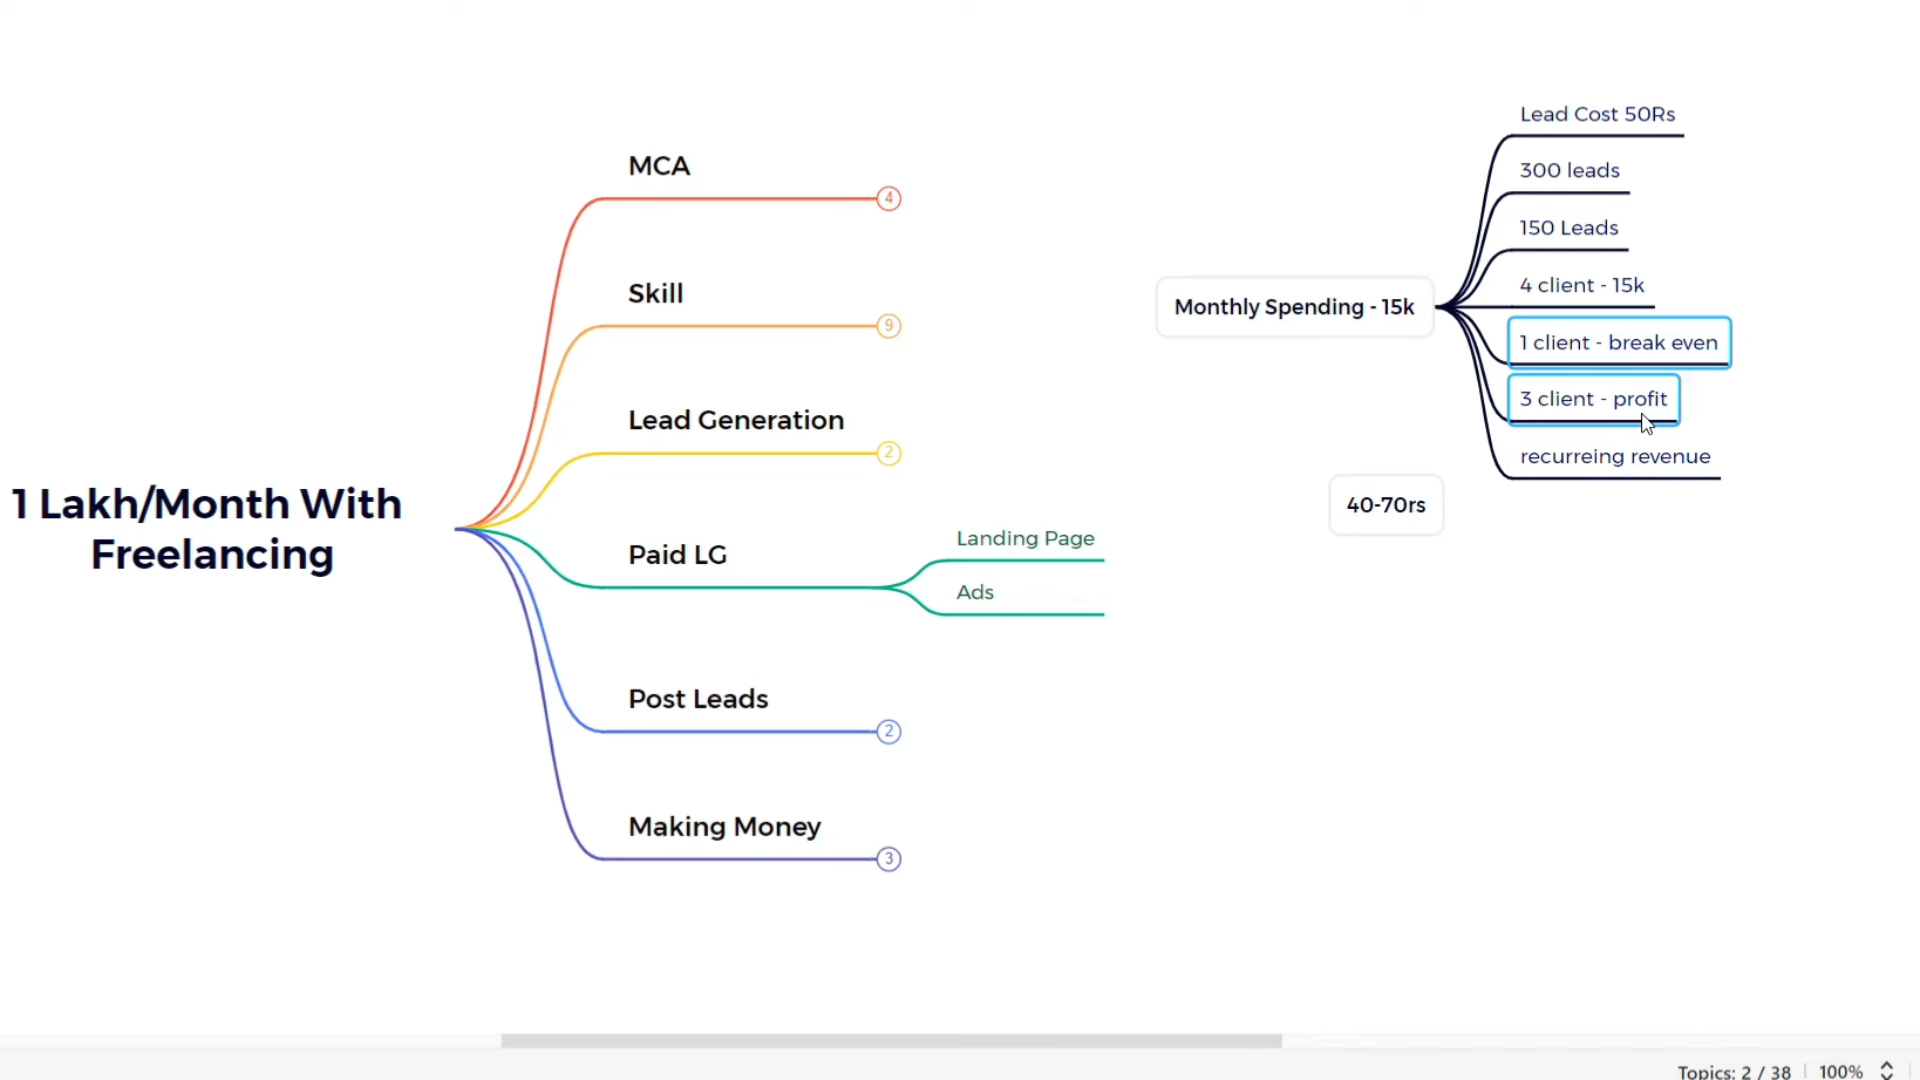 1 Lakh/Month With
Freelancing
MCA
4
Skill
9
Lead Generation
2
Paid LG
Landing Page
Ads
Post Leads
2
Making Money
3
Monthly Spending - 15k
Lead Cost 50Rs
300 leads
150 Leads
4 client - 15k
1 client - break even
3 client - profit
recurreing revenue
40-70rs
Topics: 2 / 38
100%